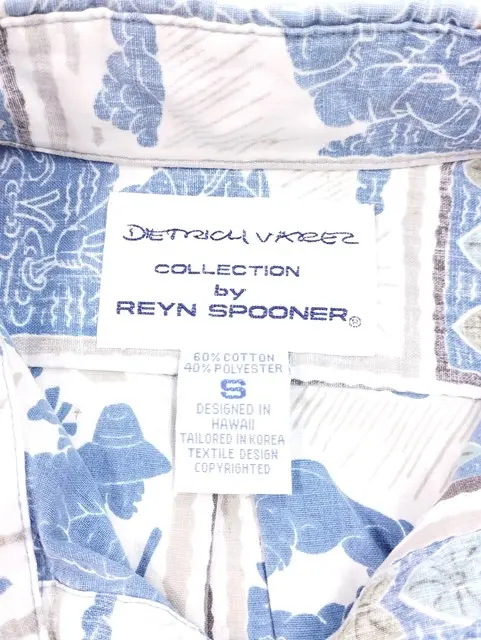 DIETRICH VAREZ
COLLECTION
by
REYN SPOONER®
60% COTTON
40% POLYESTER
S
DESIGNED IN
HAWAII
TAILORED IN KOREA
TEXTILE DESIGN
COPYRIGHTED